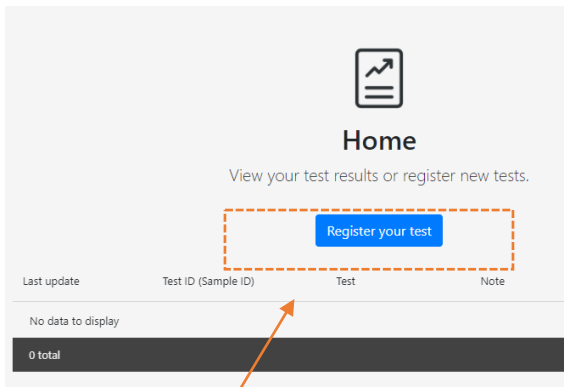 Home
View your test results or register new tests.
Register your test
Last update Test ID (Sample ID) Test Note
No data to display
0 total